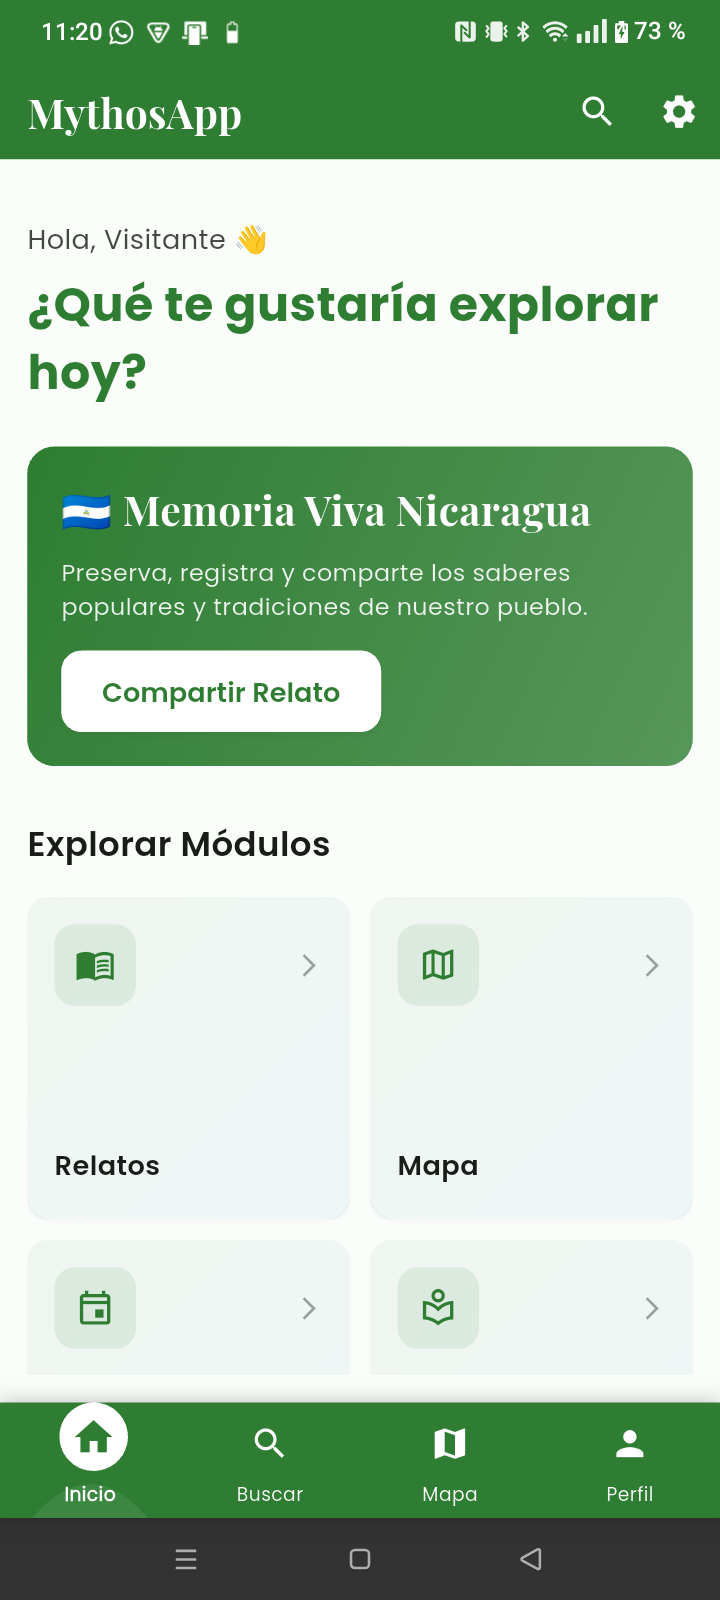 11:20 73 %
MythosApp
Hola, Visitante 👋
¿Qué te gustaría explorar
hoy?
🇳🇮 Memoria Viva Nicaragua
Preserva, registra y comparte los saberes
populares y tradiciones de nuestro pueblo.
Compartir Relato
Explorar Módulos
Relatos Mapa
Inicio Buscar Mapa Perfil